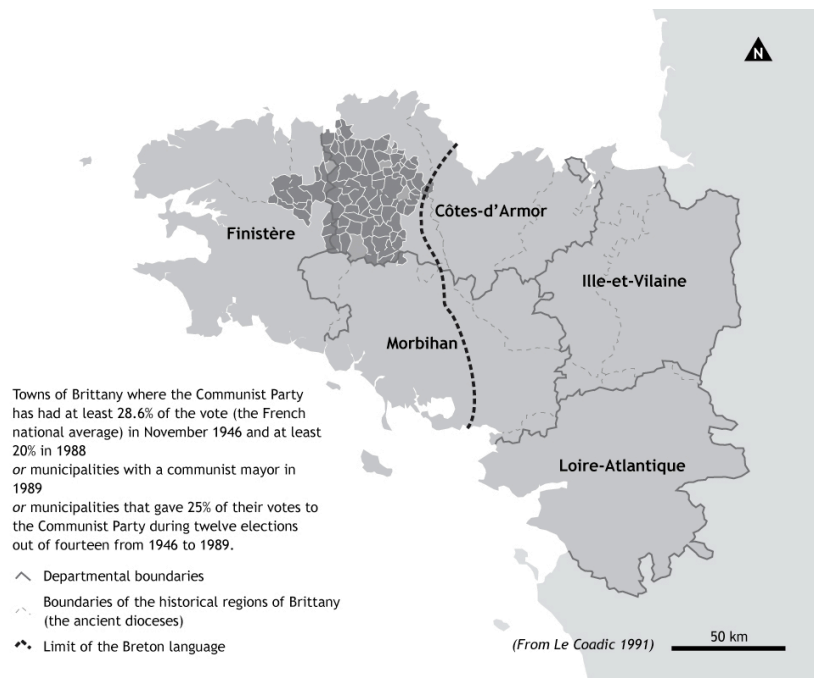 N
Côtes-d’Armor
Finistère
Ille-et-Vilaine
Morbihan
Towns of Brittany where the Communist Party
has had at least 28.6% of the vote (the French
national average) in November 1946 and at least
20% in 1988
or municipalities with a communist mayor in
1989
or municipalities that gave 25% of their votes to
the Communist Party during twelve elections
out of fourteen from 1946 to 1989.
Loire-Atlantique
Departmental boundaries
Boundaries of the historical regions of Brittany
(the ancient dioceses)
Limit of the Breton language
(From Le Coadic 1991)
50 km